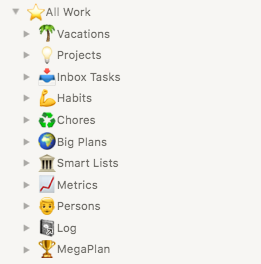 All Work
Vacations
Projects
Inbox Tasks
Habits
Chores
Big Plans
Smart Lists
Metrics
Persons
Log
MegaPlan